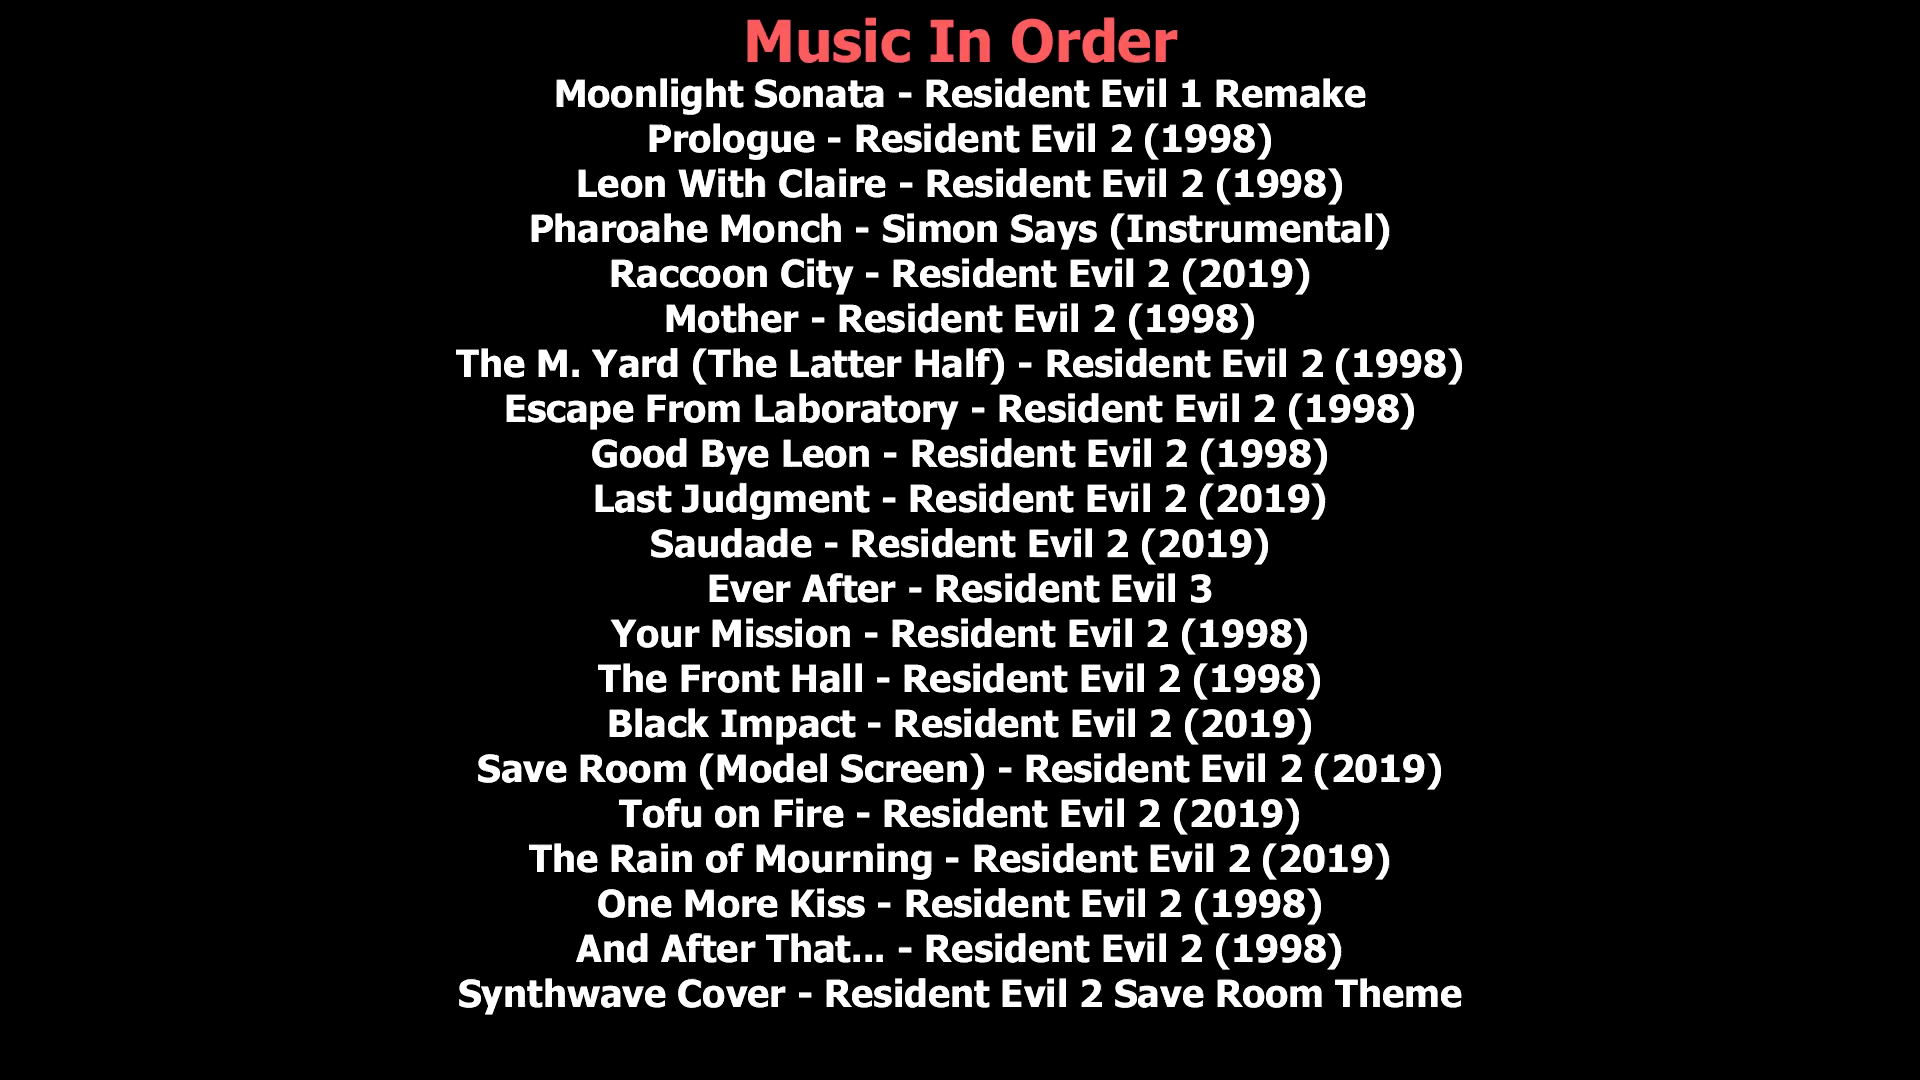 Music In Order
Moonlight Sonata - Resident Evil 1 Remake
Prologue - Resident Evil 2 (1998)
Leon With Claire - Resident Evil 2 (1998)
Pharoahe Monch - Simon Says (Instrumental)
Raccoon City - Resident Evil 2 (2019)
Mother - Resident Evil 2 (1998)
The M. Yard (The Latter Half) - Resident Evil 2 (1998)
Escape From Laboratory - Resident Evil 2 (1998)
Good Bye Leon - Resident Evil 2 (1998)
Last Judgment - Resident Evil 2 (2019)
Saudade - Resident Evil 2 (2019)
Ever After - Resident Evil 3
Your Mission - Resident Evil 2 (1998)
The Front Hall - Resident Evil 2 (1998)
Black Impact - Resident Evil 2 (2019)
Save Room (Model Screen) - Resident Evil 2 (2019)
Tofu on Fire - Resident Evil 2 (2019)
The Rain of Mourning - Resident Evil 2 (2019)
One More Kiss - Resident Evil 2 (1998)
And After That... - Resident Evil 2 (1998)
Synthwave Cover - Resident Evil 2 Save Room Theme